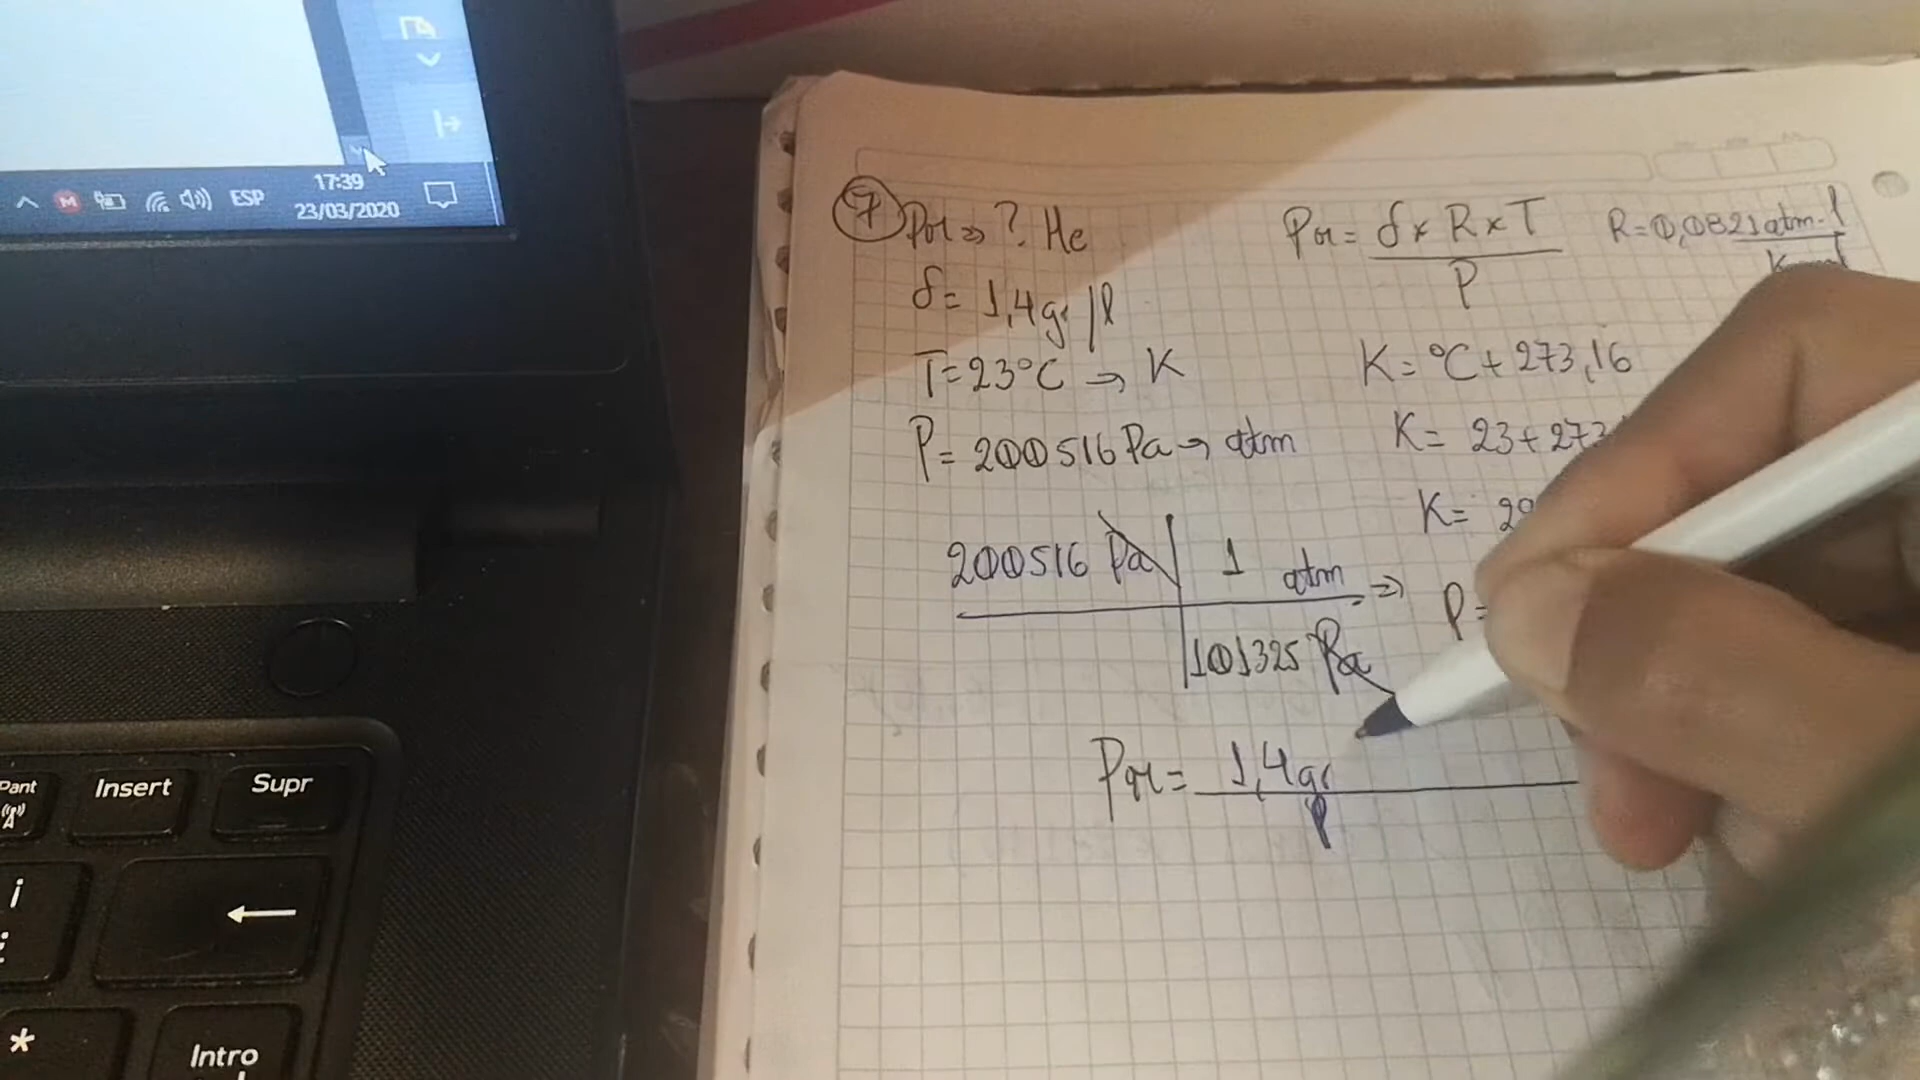 17:39
ESP
23/03/2020
M
Pant
Insert
Supr
Intro
*
7 PM => ? He
δ = 1,4 gr/l
T = 23°C → K
P = 200516 Pa → atm
PM = δ x R x T
P
R = 0,0821 atm·l
K = °C + 273,16
K = 23 + 273
K = 29
200516 Pa | 1 atm =>
101325 Pa
P =
PM = 1,4 gr
l